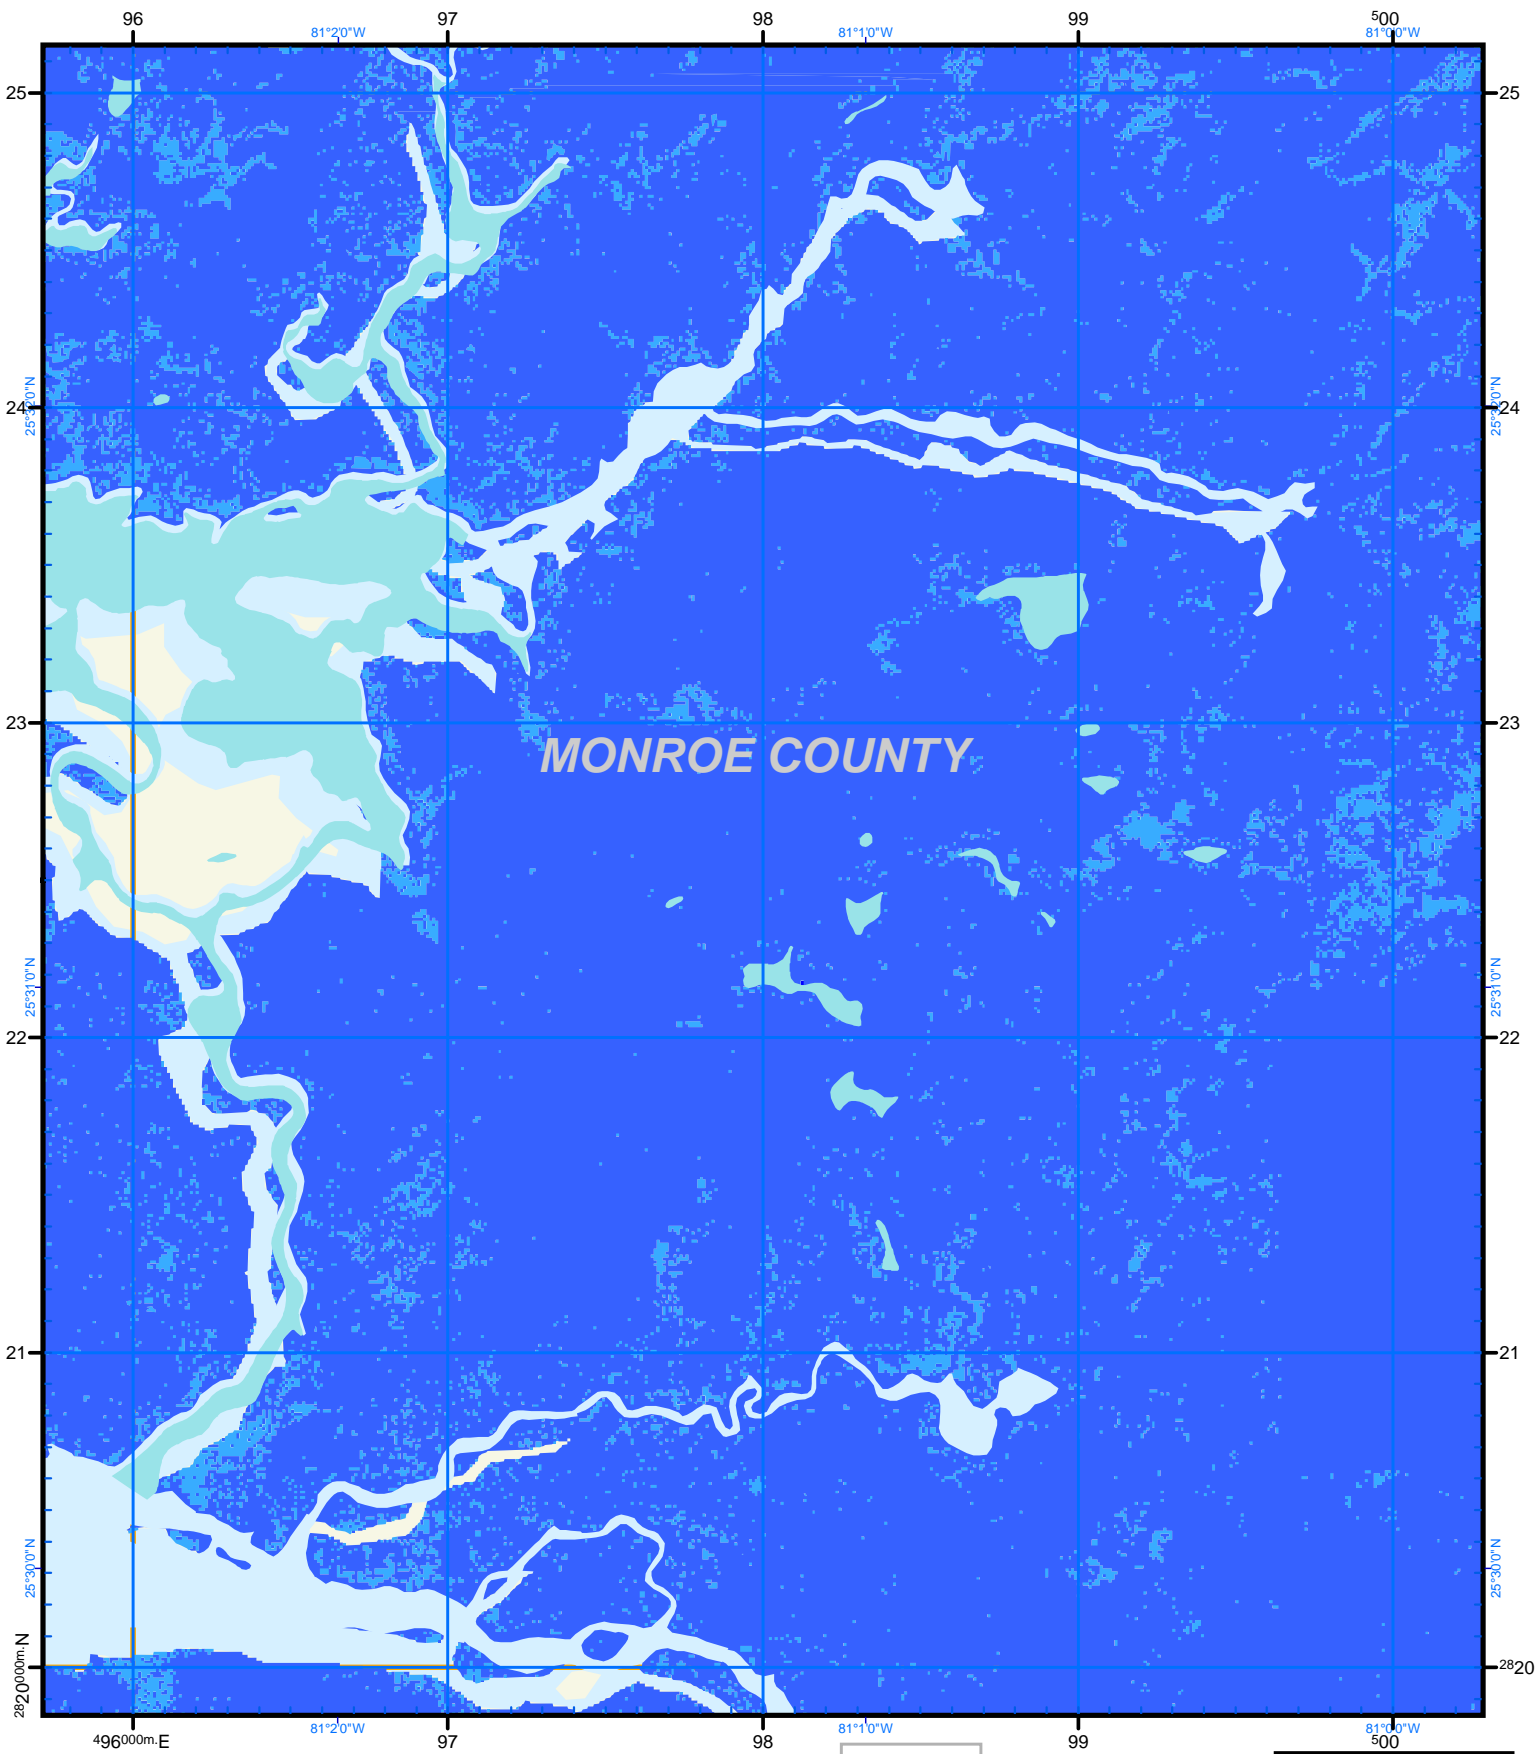 96 97 98 99 ⁵00
81°2'0"W 81°1'0"W 81°0'0"W
25 25
25°32'0"N 25°32'0"N
24 24
23 23
MONROE COUNTY
25°31'0"N 25°31'0"N
22 22
21 21
25°30'0"N 25°30'0"N
²⁸20⁰⁰⁰ᵐ·N ²⁸20
81°2'0"W 81°1'0"W 81°0'0"W
⁴96⁰⁰⁰ᵐ·E 97 98 99 ⁵00